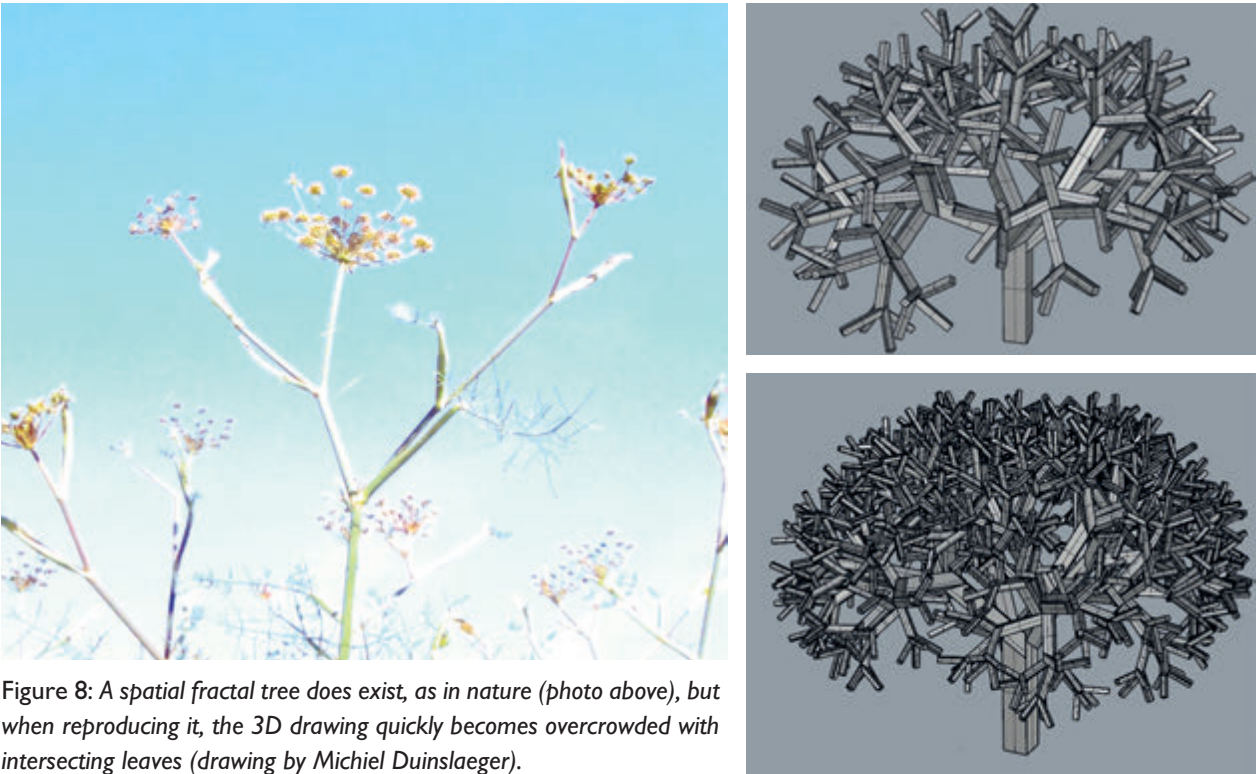 Figure 8: A spatial fractal tree does exist, as in nature (photo above), but
when reproducing it, the 3D drawing quickly becomes overcrowded with
intersecting leaves (drawing by Michiel Duinslaeger).